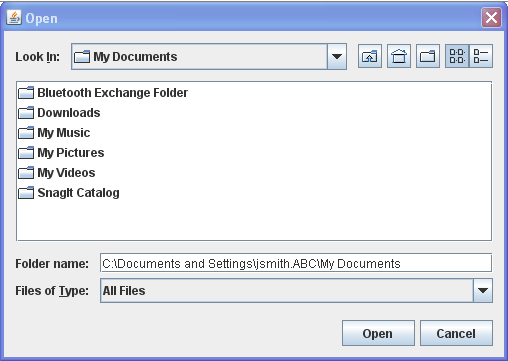 Open
Look In: My Documents
Bluetooth Exchange Folder
Downloads
My Music
My Pictures
My Videos
SnagIt Catalog
Folder name: C:\Documents and Settings\jsmith.ABC\My Documents
Files of Type: All Files
Open Cancel